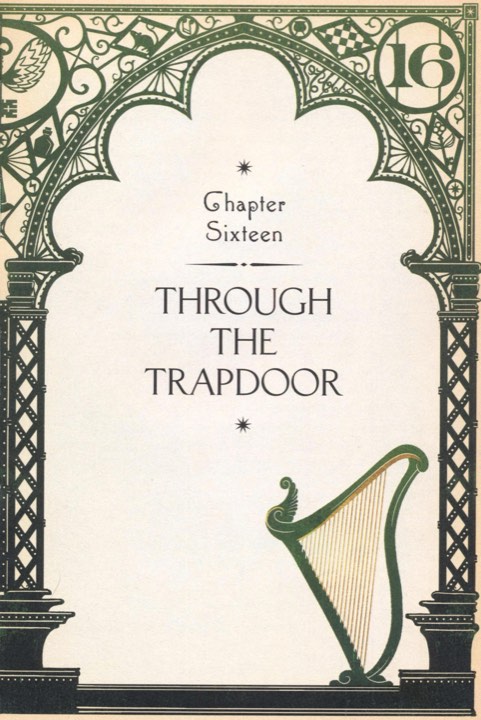 16
Chapter
Sixteen
THROUGH
THE
TRAPDOOR